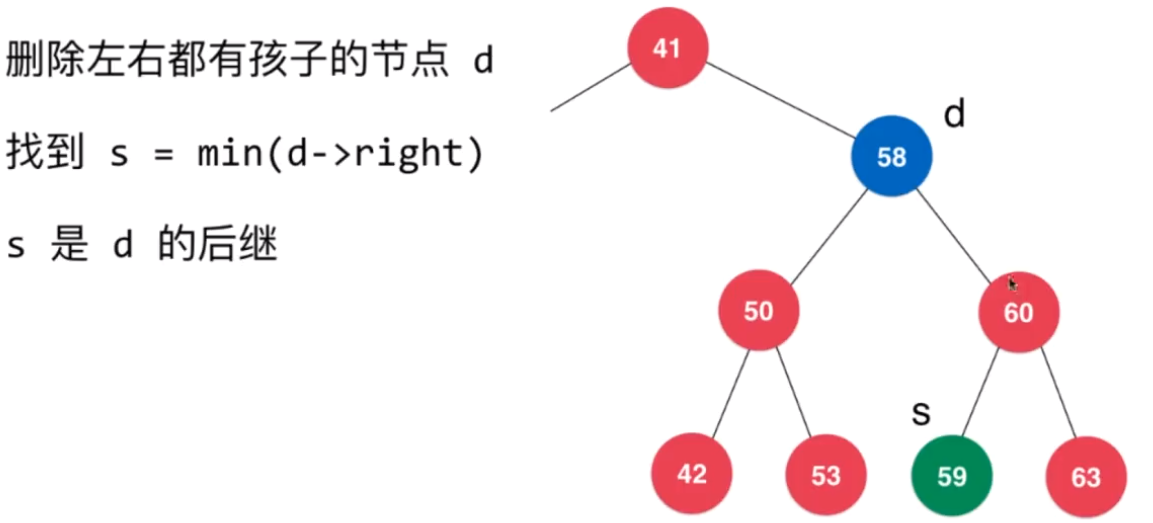 删除左右都有孩子的节点 d
找到 s = min(d->right)
s 是 d 的后继
41
d
58
50
60
s
42
53
59
63